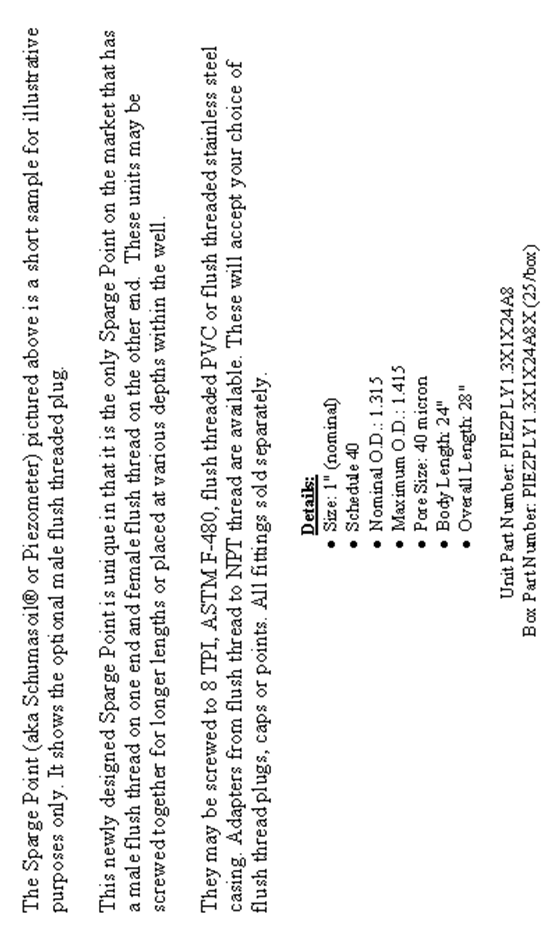 The Sparge Point (aka Schumasoil® or Piezometer) pictured above is a short sample for illustrative
purposes only. It shows the optional male flush threaded plug.
This newly designed Sparge Point is unique in that it is the only Sparge Point on the market that has
a male flush thread on one end and female flush thread on the other end. These units may be
screwed together for longer lengths or placed at various depths within the well.
They may be screwed to 8 TPI, ASTM F-480, flush threaded PVC or flush threaded stainless steel
casing. Adapters from flush thread to NPT thread are available. These will accept your choice of
flush thread plugs, caps or points. All fittings sold separately.
Details:
• Size: 1" (nominal)
• Schedule 40
• Nominal O.D.: 1.315
• Maximum O.D.: 1.415
• Pore Size: 40 micron
• Body Length: 24"
• Overall Length: 28"
Unit Part Number: PIEZPLY1.3X1X24A8
Box Part Number: PIEZPLY1.3X1X24A8X (25/box)